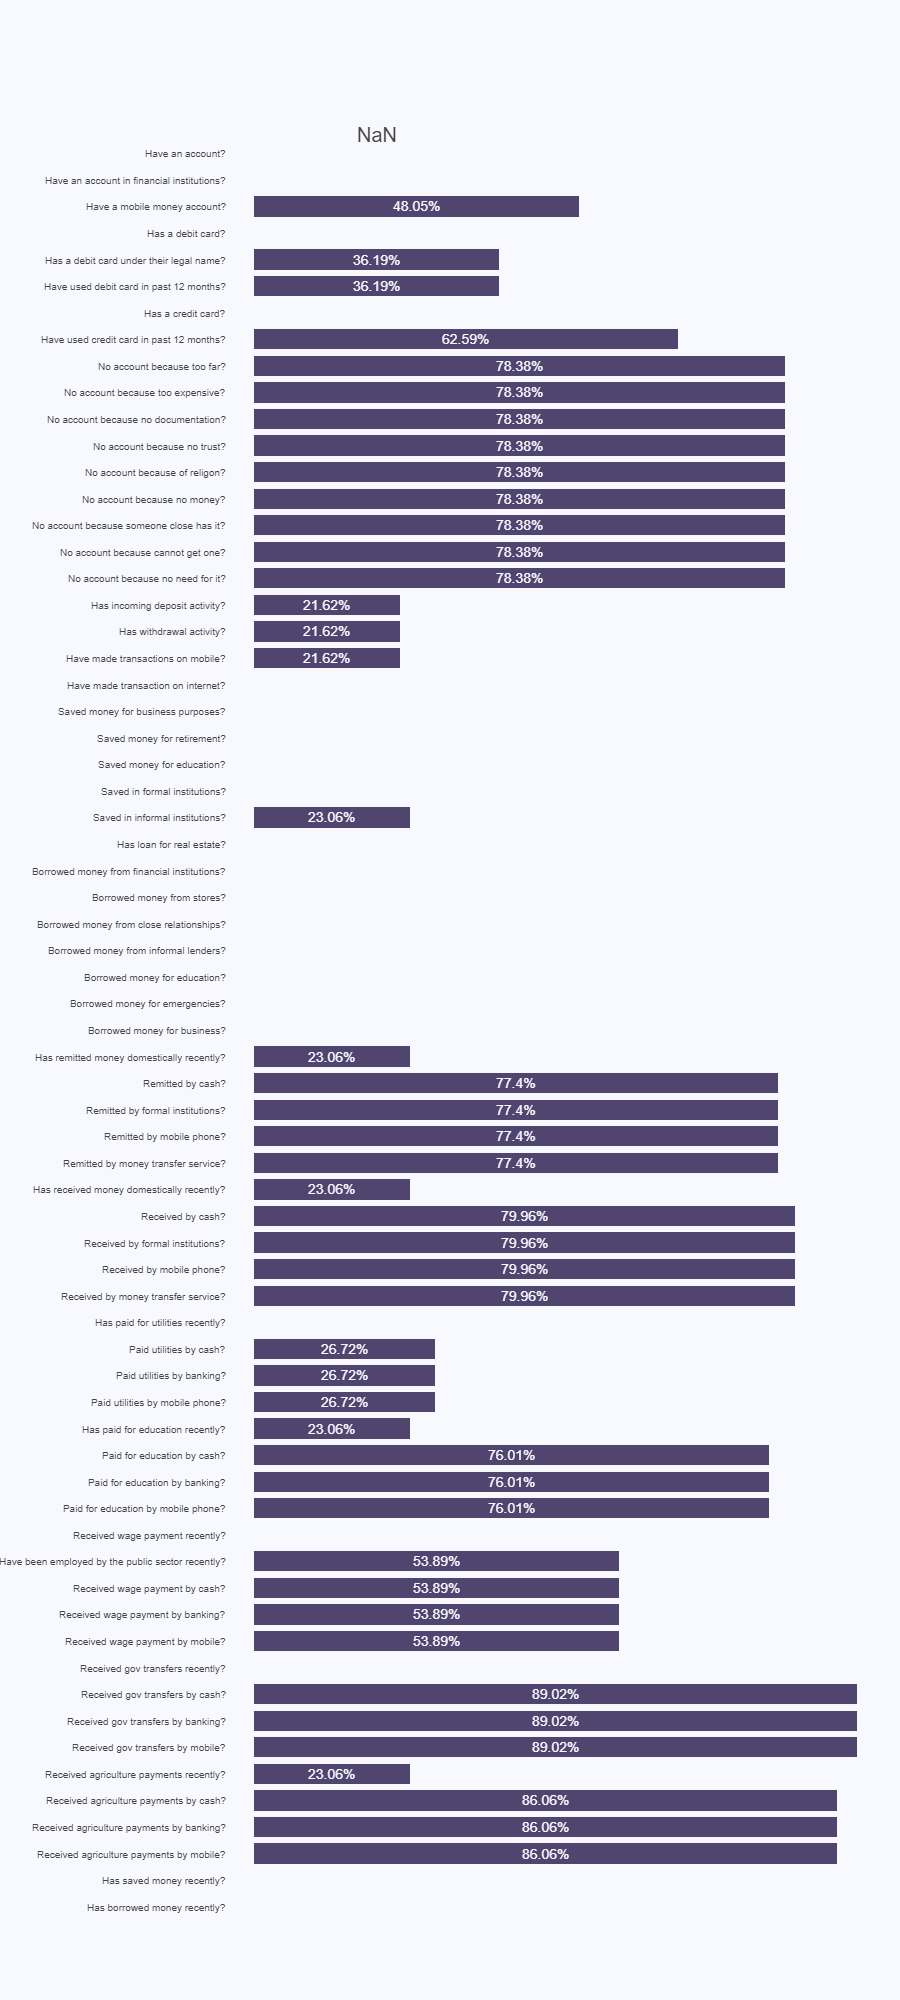 NaN
Have an account?
Have an account in financial institutions?
Have a mobile money account? 48.05%
Has a debit card?
Has a debit card under their legal name? 36.19%
Have used debit card in past 12 months? 36.19%
Has a credit card?
Have used credit card in past 12 months? 62.59%
No account because too far? 78.38%
No account because too expensive? 78.38%
No account because no documentation? 78.38%
No account because no trust? 78.38%
No account because of religon? 78.38%
No account because no money? 78.38%
No account because someone close has it? 78.38%
No account because cannot get one? 78.38%
No account because no need for it? 78.38%
Has incoming deposit activity? 21.62%
Has withdrawal activity? 21.62%
Have made transactions on mobile? 21.62%
Have made transaction on internet?
Saved money for business purposes?
Saved money for retirement?
Saved money for education?
Saved in formal institutions?
Saved in informal institutions? 23.06%
Has loan for real estate?
Borrowed money from financial institutions?
Borrowed money from stores?
Borrowed money from close relationships?
Borrowed money from informal lenders?
Borrowed money for education?
Borrowed money for emergencies?
Borrowed money for business?
Has remitted money domestically recently? 23.06%
Remitted by cash? 77.4%
Remitted by formal institutions? 77.4%
Remitted by mobile phone? 77.4%
Remitted by money transfer service? 77.4%
Has received money domestically recently? 23.06%
Received by cash? 79.96%
Received by formal institutions? 79.96%
Received by mobile phone? 79.96%
Received by money transfer service? 79.96%
Has paid for utilities recently?
Paid utilities by cash? 26.72%
Paid utilities by banking? 26.72%
Paid utilities by mobile phone? 26.72%
Has paid for education recently? 23.06%
Paid for education by cash? 76.01%
Paid for education by banking? 76.01%
Paid for education by mobile phone? 76.01%
Received wage payment recently?
Have been employed by the public sector recently? 53.89%
Received wage payment by cash? 53.89%
Received wage payment by banking? 53.89%
Received wage payment by mobile? 53.89%
Received gov transfers recently?
Received gov transfers by cash? 89.02%
Received gov transfers by banking? 89.02%
Received gov transfers by mobile? 89.02%
Received agriculture payments recently? 23.06%
Received agriculture payments by cash? 86.06%
Received agriculture payments by banking? 86.06%
Received agriculture payments by mobile? 86.06%
Has saved money recently?
Has borrowed money recently?